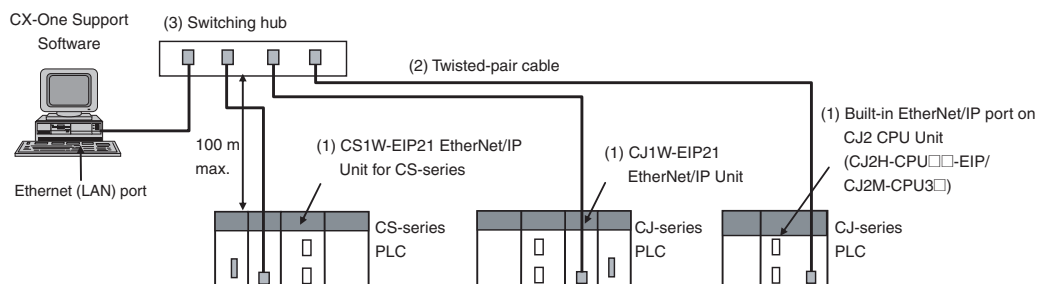 CX-One Support
Software
(3) Switching hub
(2) Twisted-pair cable
(1) Built-in EtherNet/IP port on
CJ2 CPU Unit
(CJ2H-CPU□□-EIP/
CJ2M-CPU3□)
100 m
max.
(1) CS1W-EIP21 EtherNet/IP
Unit for CS-series
(1) CJ1W-EIP21
EtherNet/IP Unit
Ethernet (LAN) port
CS-series
PLC
CJ-series
PLC
CJ-series
PLC